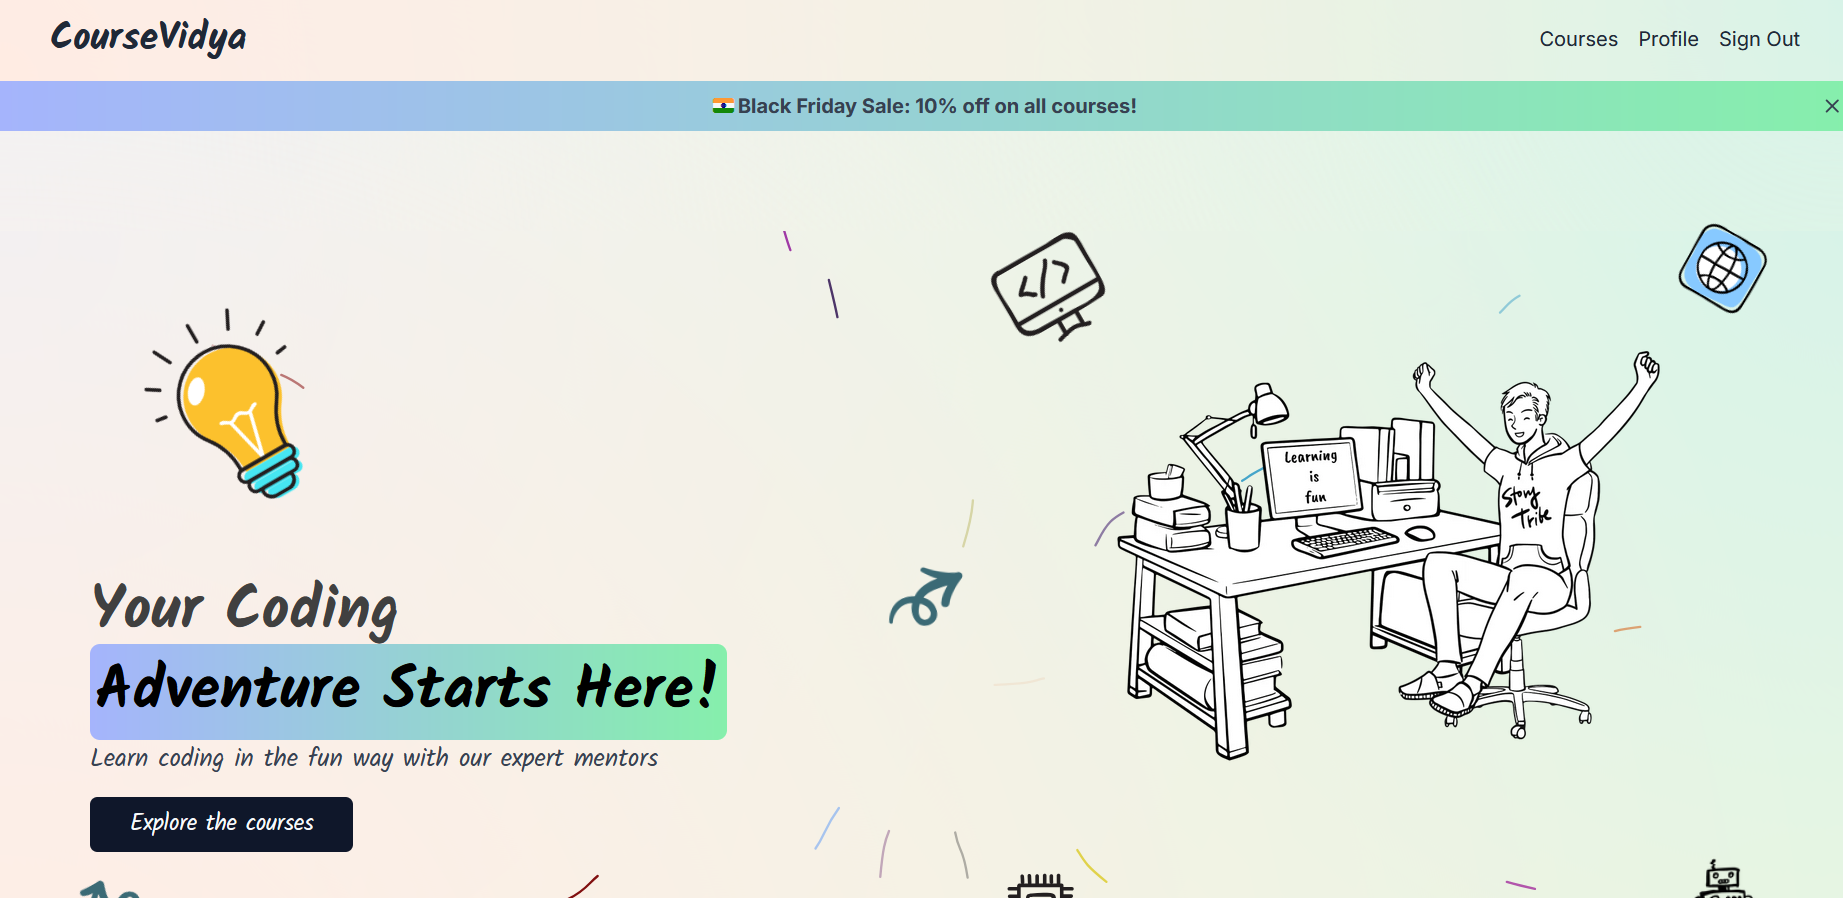 CourseVidya
Courses Profile Sign Out
🇮🇳Black Friday Sale: 10% off on all courses!
</>
Learning
is
fun
Story
Tribe
Your Coding
Adventure Starts Here!
Learn coding in the fun way with our expert mentors
Explore the courses